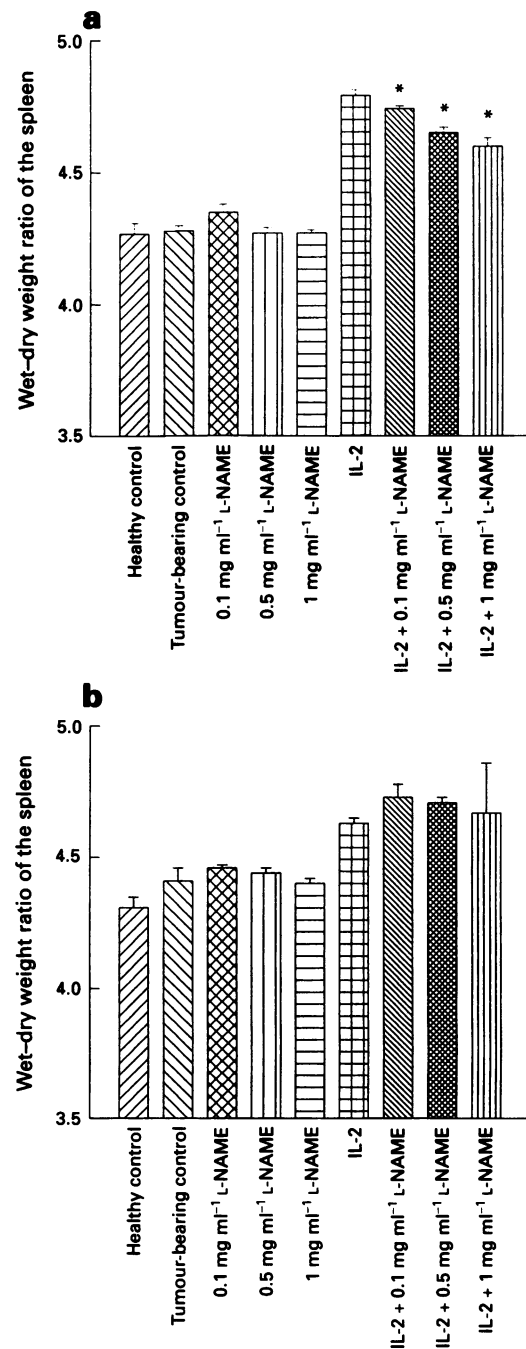 a
Wet–dry weight ratio of the spleen
5.0
4.5
4.0
3.5
* * *
Healthy control
Tumour-bearing control
0.1 mg ml⁻¹ L-NAME
0.5 mg ml⁻¹ L-NAME
1 mg ml⁻¹ L-NAME
IL-2
IL-2 + 0.1 mg ml⁻¹ L-NAME
IL-2 + 0.5 mg ml⁻¹ L-NAME
IL-2 + 1 mg ml⁻¹ L-NAME
b
Wet–dry weight ratio of the spleen
5.0
4.5
4.0
3.5
Healthy control
Tumour-bearing control
0.1 mg ml⁻¹ L-NAME
0.5 mg ml⁻¹ L-NAME
1 mg ml⁻¹ L-NAME
IL-2
IL-2 + 0.1 mg ml⁻¹ L-NAME
IL-2 + 0.5 mg ml⁻¹ L-NAME
IL-2 + 1 mg ml⁻¹ L-NAME